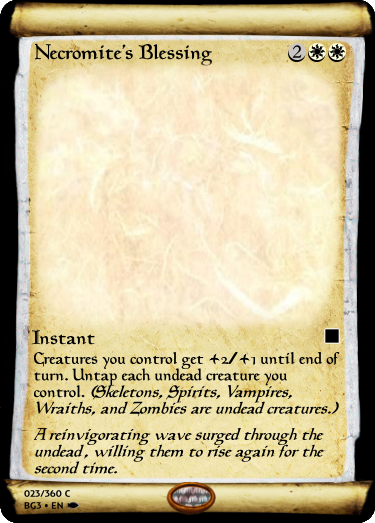 Necromite's Blessing 2
Instant
Creatures you control get +2/+1 until end of
turn. Untap each undead creature you
control. (Skeletons, Spirits, Vampires,
Wraiths, and Zombies are undead creatures.)
A reinvigorating wave surged through the
undead, willing them to rise again for the
second time.
023/360 C
BG3 • EN